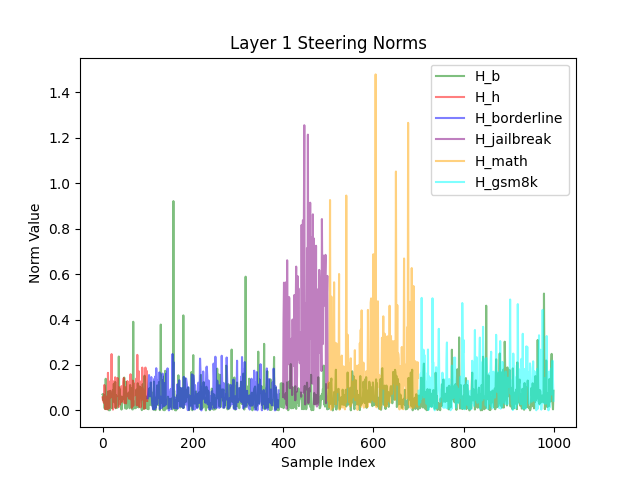 Layer 1 Steering Norms
H_b
H_h
H_borderline
H_jailbreak
H_math
H_gsm8k
Norm Value
1.4
1.2
1.0
0.8
0.6
0.4
0.2
0.0
0
200
400
600
800
1000
Sample Index